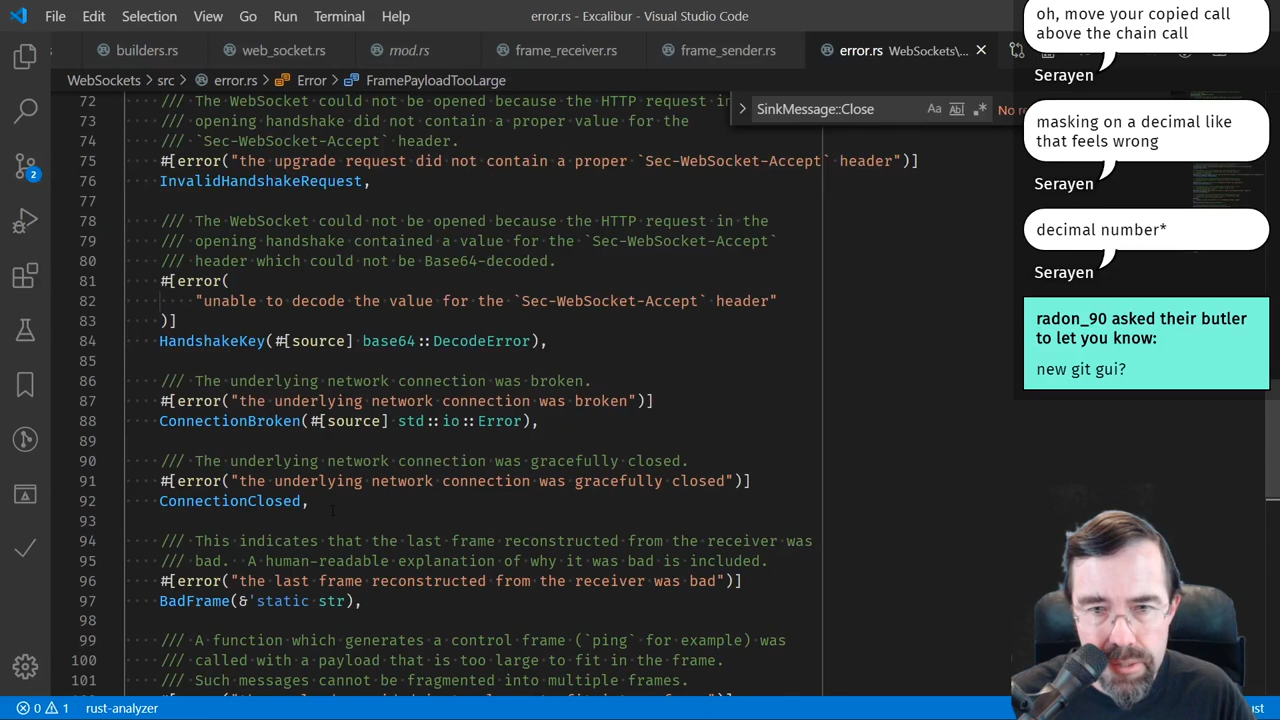 File Edit Selection View Go Run Terminal Help
error.rs - Excalibur - Visual Studio Code
builders.rs web_socket.rs mod.rs frame_receiver.rs frame_sender.rs error.rs WebSockets\...
WebSockets › src › error.rs › Error › FramePayloadTooLarge
SinkMessage::Close
Aa
No re
72 /// The WebSocket could not be opened because the HTTP request in
73 /// opening handshake did not contain a proper value for the
74 /// `Sec-WebSocket-Accept` header.
75 #[error("the upgrade request did not contain a proper `Sec-WebSocket-Accept` header")]
76 InvalidHandshakeRequest,
77
78 /// The WebSocket could not be opened because the HTTP request in the
79 /// opening handshake contained a value for the `Sec-WebSocket-Accept`
80 /// header which could not be Base64-decoded.
81 #[error(
82 "unable to decode the value for the `Sec-WebSocket-Accept` header"
83 )]
84 HandshakeKey(#[source] base64::DecodeError),
85
86 /// The underlying network connection was broken.
87 #[error("the underlying network connection was broken")]
88 ConnectionBroken(#[source] std::io::Error),
89
90 /// The underlying network connection was gracefully closed.
91 #[error("the underlying network connection was gracefully closed")]
92 ConnectionClosed,
93
94 /// This indicates that the last frame reconstructed from the receiver was
95 /// bad. A human-readable explanation of why it was bad is included.
96 #[error("the last frame reconstructed from the receiver was bad")]
97 BadFrame(&'static str),
98
99 /// A function which generates a control frame (`ping` for example) was
100 /// called with a payload that is too large to fit in the frame.
101 /// Such messages cannot be fragmented into multiple frames.
2
0 1 rust-analyzer
ust
oh, move your copied call
above the chain call
Serayen
masking on a decimal like
that feels wrong
Serayen
decimal number*
Serayen
radon_90 asked their butler
to let you know:
new git gui?